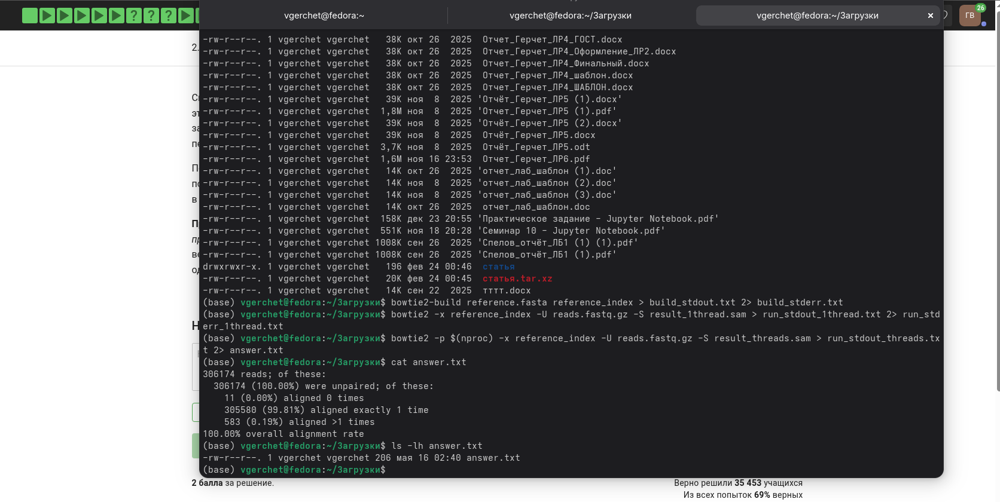 vgerchet@fedora:~ vgerchet@fedora:~/Загрузки vgerchet@fedora:~/Загрузки × ГВ 26
2.
-rw-r--r--. 1 vgerchet vgerchet 38K окт 26 2025 Отчет_Герчет_ЛР4_ГОСТ.docx
-rw-r--r--. 1 vgerchet vgerchet 38K окт 26 2025 Отчет_Герчет_ЛР4_Оформление_ЛР2.docx
-rw-r--r--. 1 vgerchet vgerchet 38K окт 26 2025 Отчет_Герчет_ЛР4_Финальный.docx
-rw-r--r--. 1 vgerchet vgerchet 38K окт 26 2025 Отчет_Герчет_ЛР4_шаблон.docx
-rw-r--r--. 1 vgerchet vgerchet 38K окт 26 2025 Отчет_Герчет_ЛР4_ШАБЛОН.docx
-rw-r--r--. 1 vgerchet vgerchet 39K ноя 8 2025 'Отчёт_Герчет_ЛР5 (1).docx'
-rw-r--r--. 1 vgerchet vgerchet 1,8M ноя 8 2025 'Отчет_Герчет_ЛР5 (1).pdf'
-rw-r--r--. 1 vgerchet vgerchet 39K ноя 8 2025 'Отчёт_Герчет_ЛР5 (2).docx'
-rw-r--r--. 1 vgerchet vgerchet 39K ноя 8 2025 Отчёт_Герчет_ЛР5.docx
-rw-r--r--. 1 vgerchet vgerchet 3,7K ноя 8 2025 Отчёт_Герчет_ЛР5.odt
-rw-r--r--. 1 vgerchet vgerchet 1,6M ноя 16 23:53 Отчет_Герчет_ЛР6.pdf
-rw-r--r--. 1 vgerchet vgerchet 14K окт 26 2025 'отчет_лаб_шаблон (1).doc'
-rw-r--r--. 1 vgerchet vgerchet 14K ноя 8 2025 'отчет_лаб_шаблон (2).doc'
-rw-r--r--. 1 vgerchet vgerchet 14K ноя 8 2025 'отчет_лаб_шаблон (3).doc'
-rw-r--r--. 1 vgerchet vgerchet 14K окт 26 2025 отчет_лаб_шаблон.doc
-rw-r--r--. 1 vgerchet vgerchet 158K дек 23 20:55 'Практическое задание - Jupyter Notebook.pdf'
-rw-r--r--. 1 vgerchet vgerchet 551K ноя 18 20:28 'Семинар 10 - Jupyter Notebook.pdf'
-rw-r--r--. 1 vgerchet vgerchet 1008K сен 26 2025 'Спелов_отчёт_ЛБ1 (1) (1).pdf'
-rw-r--r--. 1 vgerchet vgerchet 1008K сен 26 2025 'Спелов_отчёт_ЛБ1 (1).pdf'
drwxrwxr-x. 1 vgerchet vgerchet 196 фев 24 00:46 статья
-rw-r--r--. 1 vgerchet vgerchet 20K фев 24 00:45 статья.tar.xz
-rw-r--r--. 1 vgerchet vgerchet 14K сен 22 2025 тттт.docx
(base) vgerchet@fedora:~/Загрузки$ bowtie2-build reference.fasta reference_index > build_stdout.txt 2> build_stderr.txt
(base) vgerchet@fedora:~/Загрузки$ bowtie2 -x reference_index -U reads.fastq.gz -S result_1thread.sam > run_stdout_1thread.txt 2> run_std
err_1thread.txt
(base) vgerchet@fedora:~/Загрузки$ bowtie2 -p $(nproc) -x reference_index -U reads.fastq.gz -S result_threads.sam > run_stdout_threads.tx
t 2> answer.txt
(base) vgerchet@fedora:~/Загрузки$ cat answer.txt
306174 reads; of these:
306174 (100.00%) were unpaired; of these:
11 (0.00%) aligned 0 times
305580 (99.81%) aligned exactly 1 time
583 (0.19%) aligned >1 times
100.00% overall alignment rate
(base) vgerchet@fedora:~/Загрузки$ ls -lh answer.txt
-rw-r--r--. 1 vgerchet vgerchet 206 мая 16 02:40 answer.txt
(base) vgerchet@fedora:~/Загрузки$
2 балла за решение.
Верно решили 35 453 учащихся
Из всех попыток 69% верных